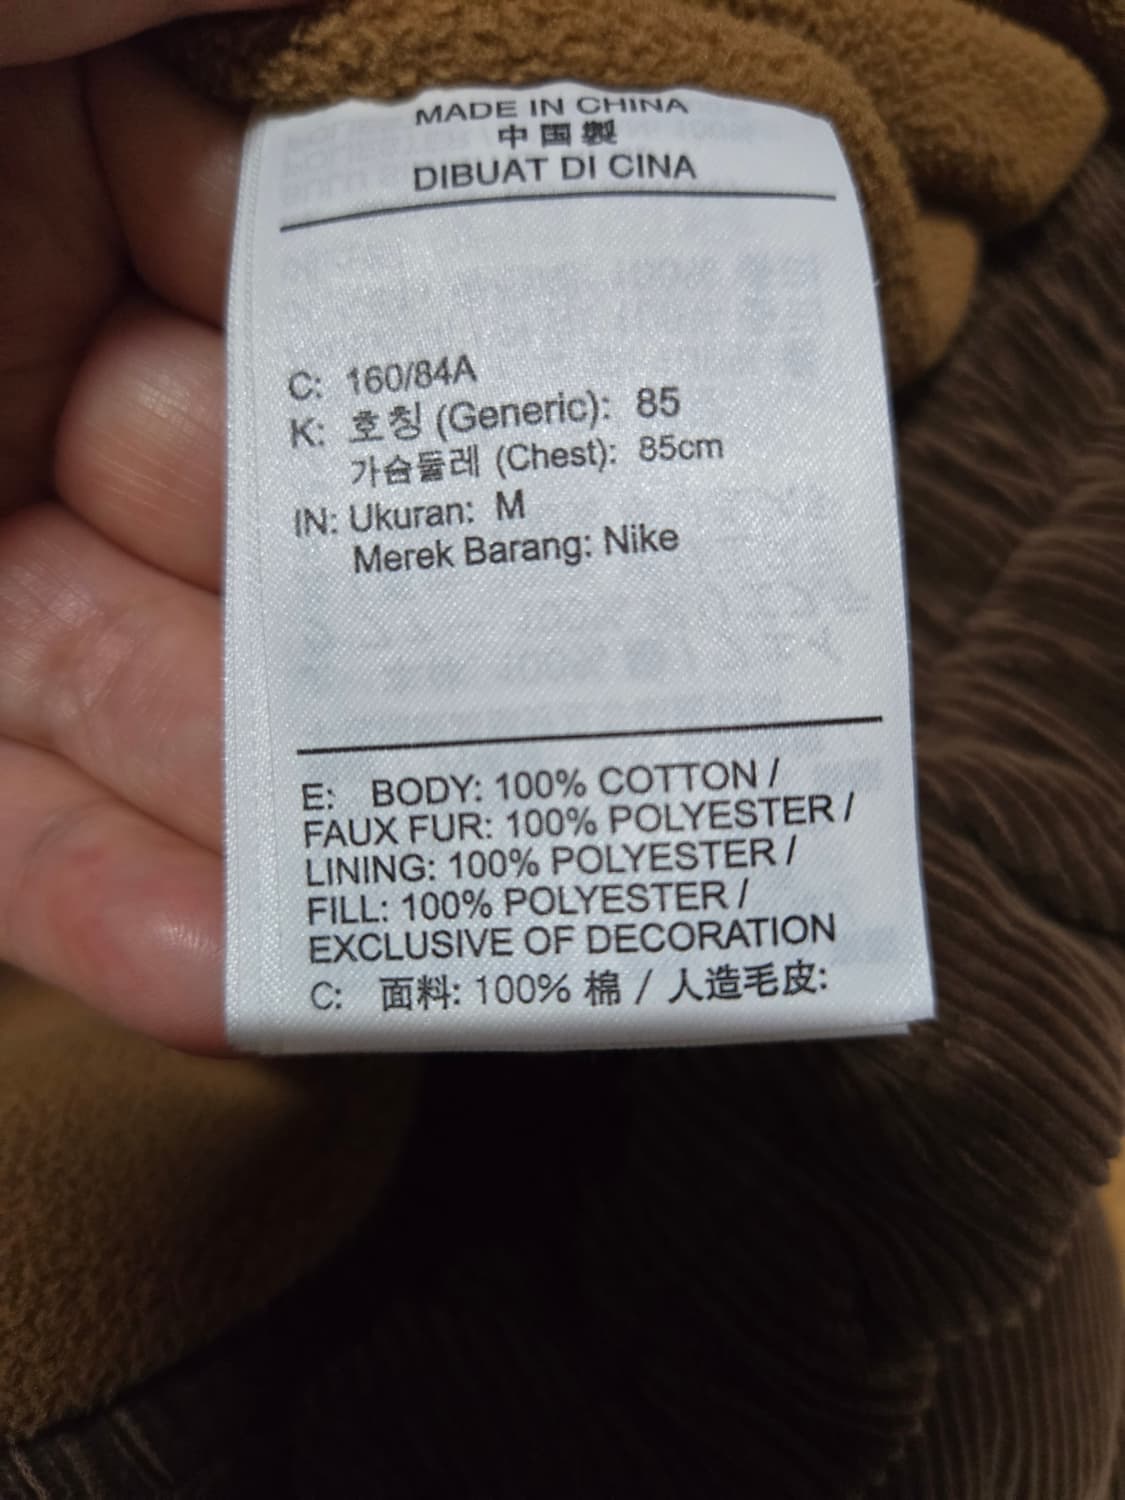 MADE IN CHINA
中国製
DIBUAT DI CINA
C: 160/84A
K: 호칭 (Generic): 85
가슴둘레 (Chest): 85cm
IN: Ukuran: M
Merek Barang: Nike
E: BODY: 100% COTTON /
FAUX FUR: 100% POLYESTER /
LINING: 100% POLYESTER /
FILL: 100% POLYESTER /
EXCLUSIVE OF DECORATION
C: 面料: 100% 棉 / 人造毛皮: